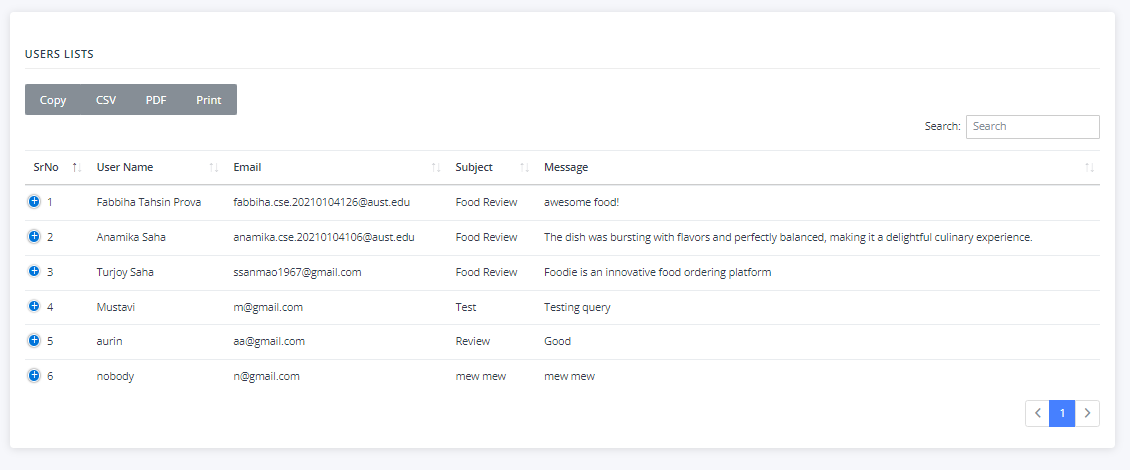 USERS LISTS
Copy CSV PDF Print
Search: Search
SrNo User Name Email Subject Message
1 Fabbiha Tahsin Prova fabbiha.cse.20210104126@aust.edu Food Review awesome food!
2 Anamika Saha anamika.cse.20210104106@aust.edu Food Review The dish was bursting with flavors and perfectly balanced, making it a delightful culinary experience.
3 Turjoy Saha ssanmao1967@gmail.com Food Review Foodie is an innovative food ordering platform
4 Mustavi m@gmail.com Test Testing query
5 aurin aa@gmail.com Review Good
6 nobody n@gmail.com mew mew mew mew
1